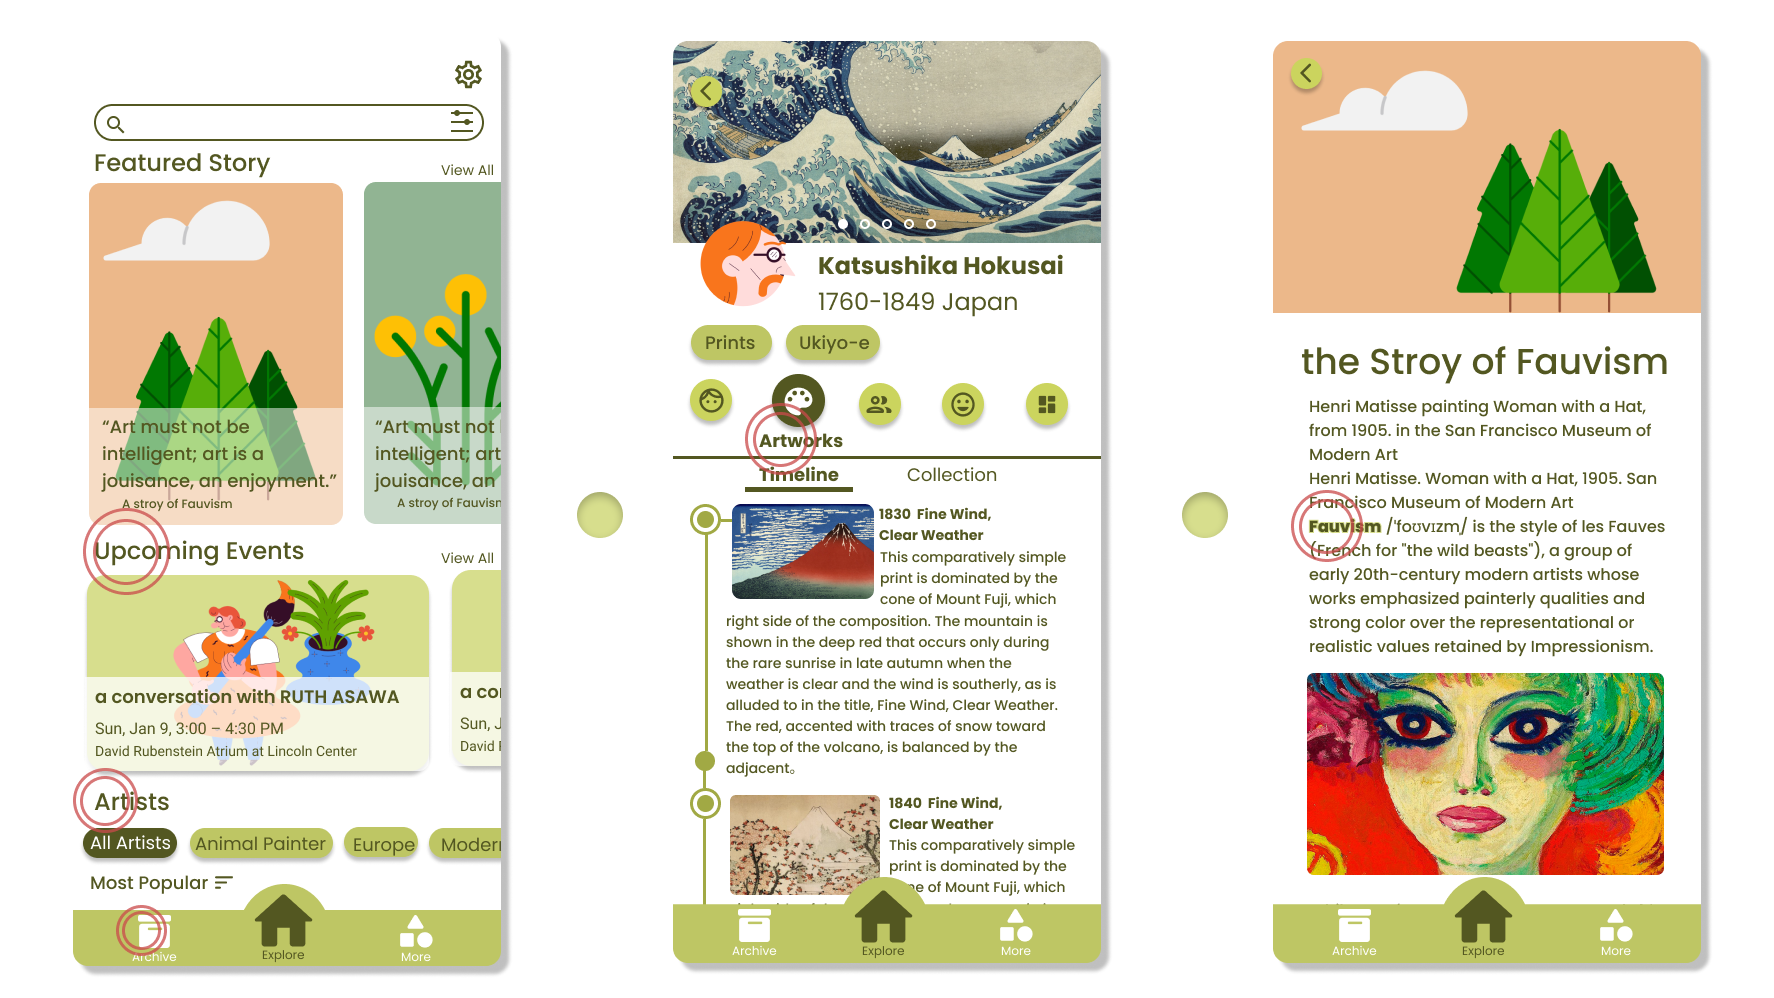 Featured Story
View All
“Art must not be
intelligent; art is a
jouisance, an enjoyment.”
A stroy of Fauvism
“Art must not
intelligent; art
jouisance, an
A stroy of Fauvism
Upcoming Events
View All
a conversation with RUTH ASAWA
Sun, Jan 9, 3:00 – 4:30 PM
David Rubenstein Atrium at Lincoln Center
a co
Sun, J
David
Artists
All Artists
Animal Painter
Europe
Modern
Most Popular
Archive
Explore
More
Katsushika Hokusai
1760-1849 Japan
Prints
Ukiyo-e
Artworks
Timeline
Collection
1830 Fine Wind,
Clear Weather
This comparatively simple
print is dominated by the
cone of Mount Fuji, which
right side of the composition. The mountain is
shown in the deep red that occurs only during
the rare sunrise in late autumn when the
weather is clear and the wind is southerly, as is
alluded to in the title, Fine Wind, Clear Weather.
The red, accented with traces of snow toward
the top of the volcano, is balanced by the
adjacent。
1840 Fine Wind,
Clear Weather
This comparatively simple
print is dominated by the
of Mount Fuji, which
Archive
Explore
More
the Stroy of Fauvism
Henri Matisse painting Woman with a Hat,
from 1905. in the San Francisco Museum of
Modern Art
Henri Matisse. Woman with a Hat, 1905. San
Francisco Museum of Modern Art
Fauvism /ˈfoʊvɪzm/ is the style of les Fauves
(French for "the wild beasts"), a group of
early 20th-century modern artists whose
works emphasized painterly qualities and
strong color over the representational or
realistic values retained by Impressionism.
Archive
Explore
More